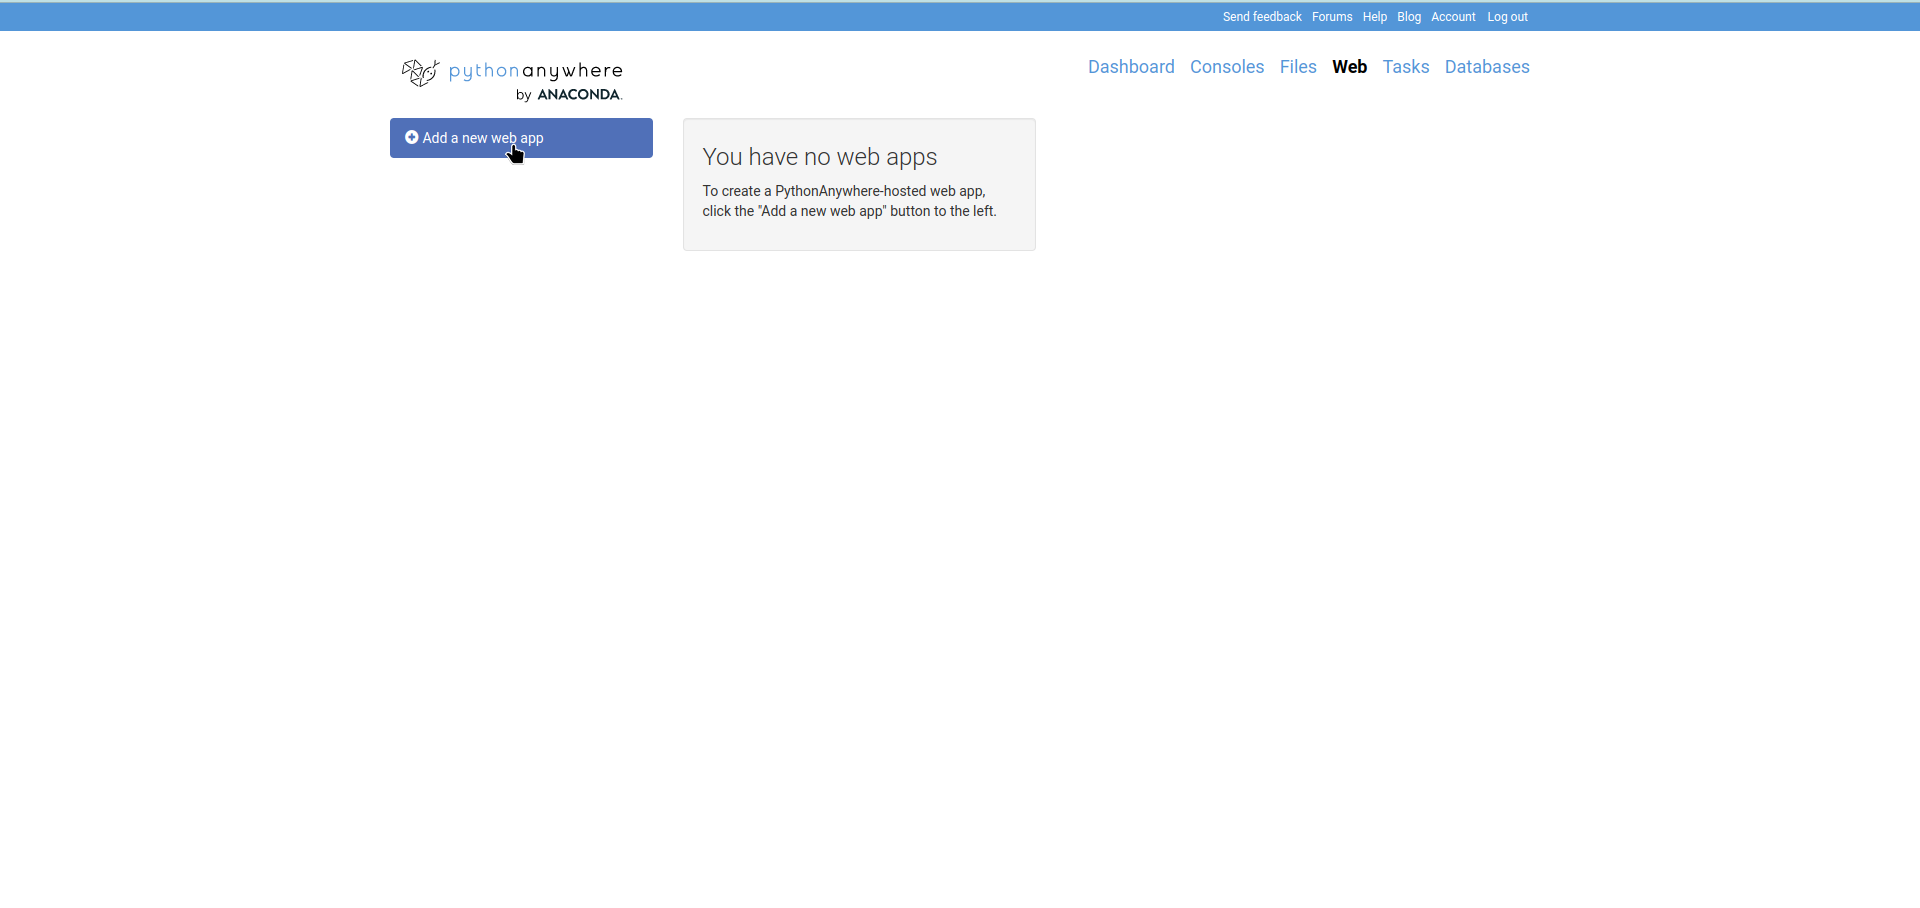 Send feedback Forums Help Blog Account Log out
pythonanywhere
by ANACONDA.
Dashboard Consoles Files Web Tasks Databases
Add a new web app
You have no web apps
To create a PythonAnywhere-hosted web app,
click the "Add a new web app" button to the left.